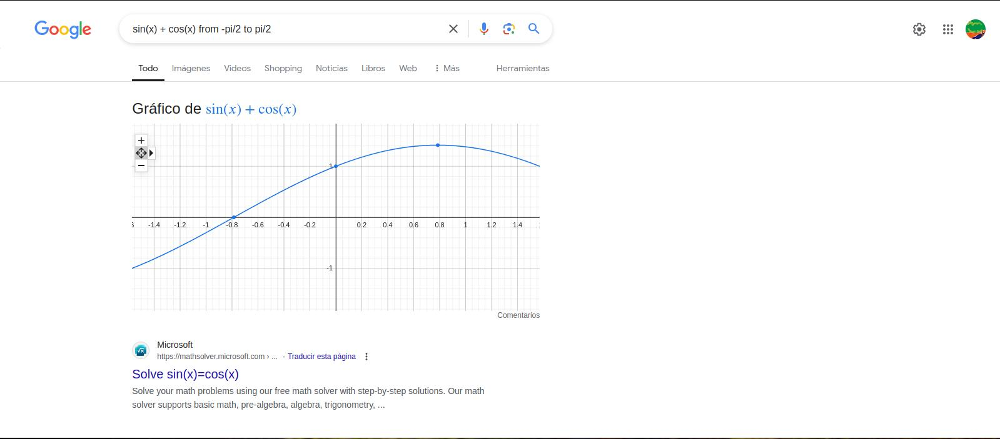 Google
sin(x) + cos(x) from -pi/2 to pi/2
Todo Imágenes Videos Shopping Noticias Libros Web Más Herramientas
Gráfico de sin(x) + cos(x)
+
−
1
-1.4 -1.2 -1 -0.8 -0.6 -0.4 -0.2 0.2 0.4 0.6 0.8 1 1.2 1.4
-1
Comentarios
Microsoft
https://mathsolver.microsoft.com › ... · Traducir esta página
Solve sin(x)=cos(x)
Solve your math problems using our free math solver with step-by-step solutions. Our math
solver supports basic math, pre-algebra, algebra, trigonometry, ...